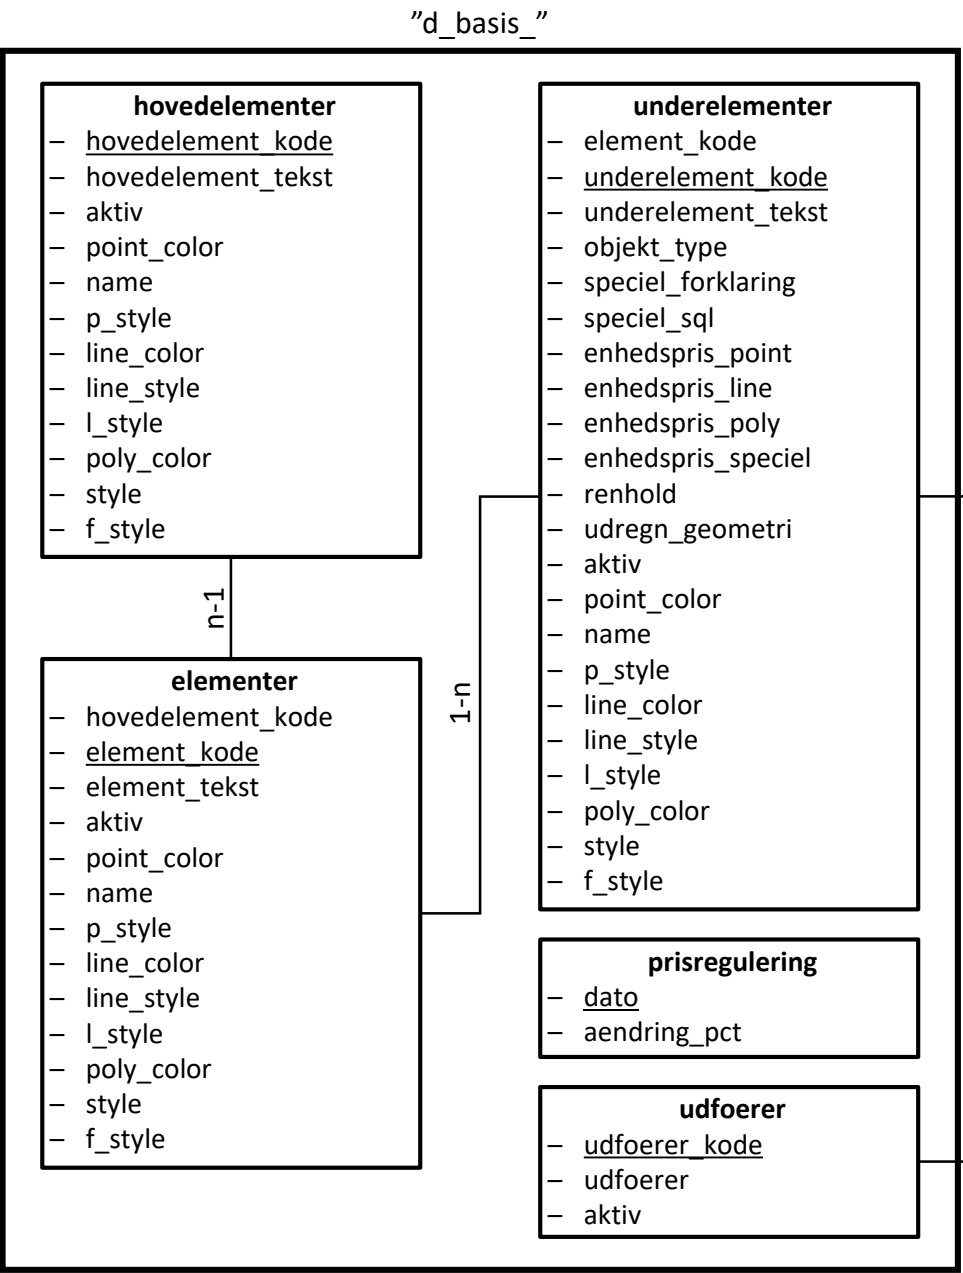 ”d_basis_”
hovedelementer
– hovedelement_kode
– hovedelement_tekst
– aktiv
– point_color
– name
– p_style
– line_color
– line_style
– l_style
– poly_color
– style
– f_style
n-1
elementer
– hovedelement_kode
– element_kode
– element_tekst
– aktiv
– point_color
– name
– p_style
– line_color
– line_style
– l_style
– poly_color
– style
– f_style
1-n
underelementer
– element_kode
– underelement_kode
– underelement_tekst
– objekt_type
– speciel_forklaring
– speciel_sql
– enhedspris_point
– enhedspris_line
– enhedspris_poly
– enhedspris_speciel
– renhold
– udregn_geometri
– aktiv
– point_color
– name
– p_style
– line_color
– line_style
– l_style
– poly_color
– style
– f_style
prisregulering
– dato
– aendring_pct
udfoerer
– udfoerer_kode
– udfoerer
– aktiv